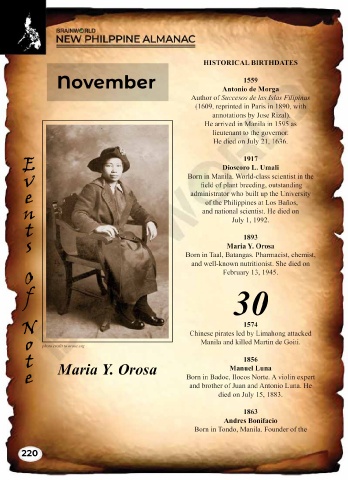 BRAINWORLD
NEW PHILPPINE ALMANAC
November
Events Of Note
Maria Y. Orosa
220
HISTORICAL BIRTHDATES
1559
Antonio de Morga
Author of Successos de las Islas Filipinas
(1609, reprinted in Paris in 1890, with
annotations by Jose Rizal).
He arrived in Manila in 1595 as
lieutenant to the governor.
He died on July 21, 1636.
1917
Dioscoro L. Umali
Born in Manila. World-class scientist in the
field of plant breeding, outstanding
administrator who built up the University
of the Philippines at Los Baños,
and national scientist. He died on
July 1, 1992.
1893
Maria Y. Orosa
Born in Taal, Batangas. Pharmacist, chemist,
and well-known nutritionist. She died on
February 13, 1945.
30
1574
Chinese pirates led by Limahong attacked
Manila and killed Martin de Goiti.
1856
Manuel Luna
Born in Badoc, Ilocos Norte. A violin expert
and brother of Juan and Antonio Luna. He
died on July 15, 1883.
1863
Andres Bonifacio
Born in Tondo, Manila. Founder of the